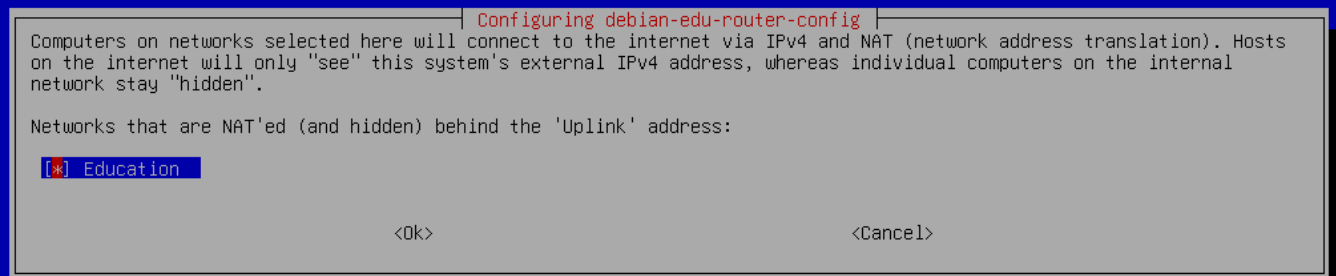 Configuring debian-edu-router-config
Computers on networks selected here will connect to the internet via IPv4 and NAT (network address translation). Hosts
on the internet will only "see" this system's external IPv4 address, whereas individual computers on the internal
network stay "hidden".
Networks that are NAT'ed (and hidden) behind the 'Uplink' address:
[*] Education
<Ok> <Cancel>